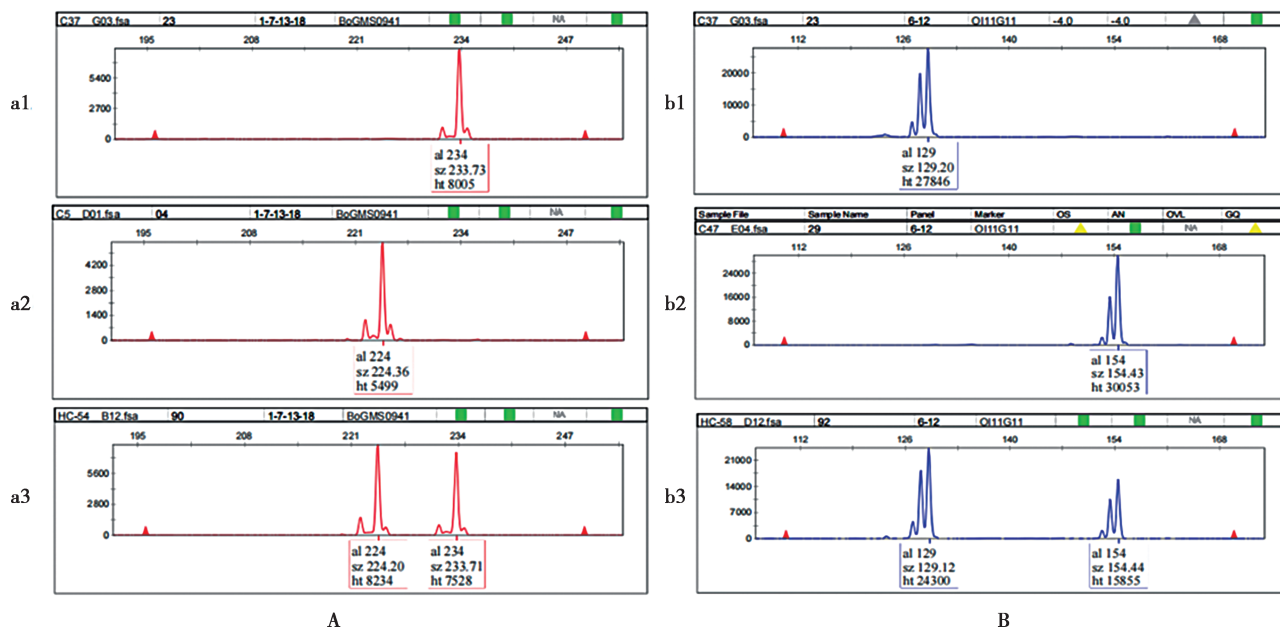 C37 G03.fsa 23 1-7-13-18 BoGMS0941 NA
195 208 221 234 247
a1
5400
2700
0
al 234
sz 233.73
ht 8005
C5 D01.fsa 04 1-7-13-18 BoGMS0941 NA
195 208 221 234 247
a2
4200
2800
1400
0
al 224
sz 224.36
ht 5499
HC-54 B12.fsa 90 1-7-13-18 BoGMS0941 NA
195 208 221 234 247
a3
5600
2800
0
al 224
sz 224.20
ht 8234
al 234
sz 233.71
ht 7528
A
C37 G03.fsa 23 6-12 OI11G11 -4.0 -4.0
112 126 140 154 168
b1
20000
10000
0
al 129
sz 129.20
ht 27846
Sample File Sample Name Panel Marker OS AN OVL GQ
C47 E04.fsa 29 6-12 OI11G11 NA
112 126 140 154 168
b2
24000
16000
8000
0
al 154
sz 154.43
ht 30053
HC-58 D12.fsa 92 6-12 OI11G11 NA
112 126 140 154 168
b3
21000
14000
7000
0
al 129
sz 129.12
ht 24300
al 154
sz 154.44
ht 15855
B